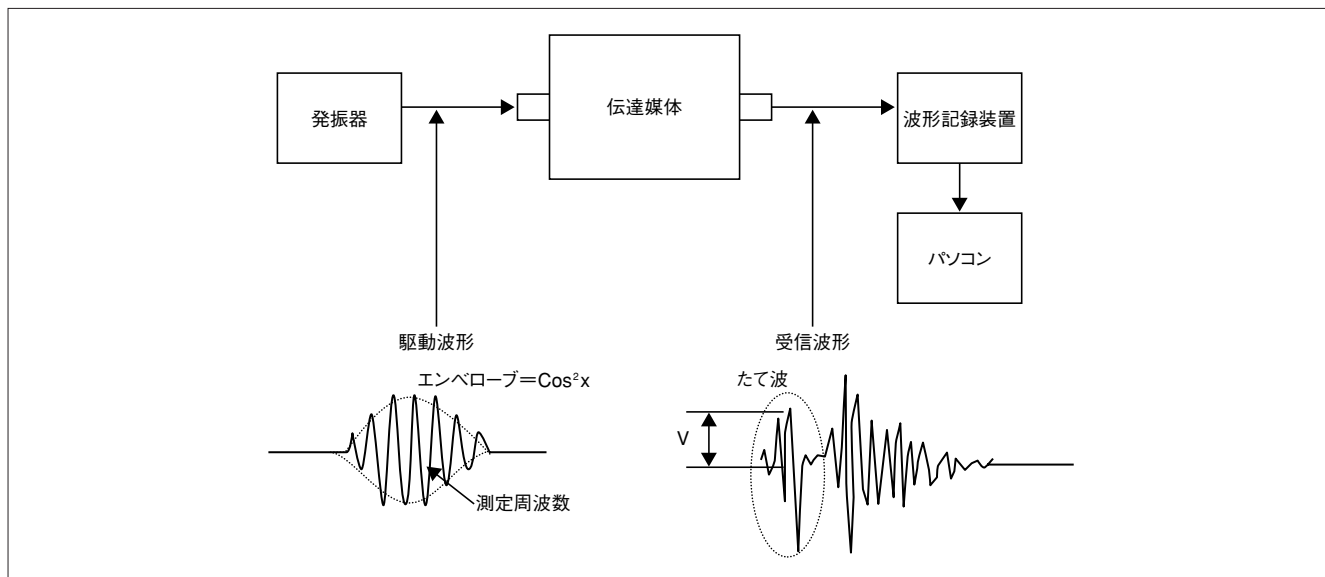 発振器
伝達媒体
波形記録装置
パソコン
駆動波形
受信波形
エンベローブ＝Cos²x
たて波
V
測定周波数